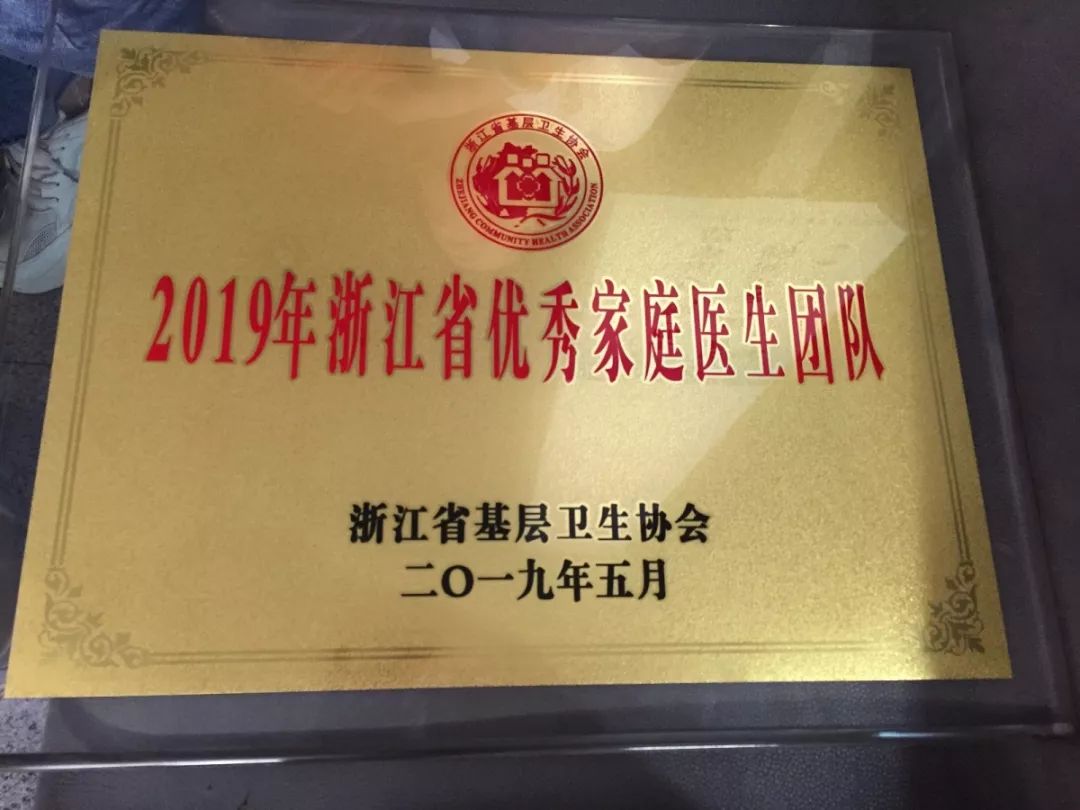 浙江省基层卫生协会
ZHEJIANG COMMUNITY HEALTH ASSOCIATION
2019年浙江省优秀家庭医生团队
浙江省基层卫生协会
二〇一九年五月